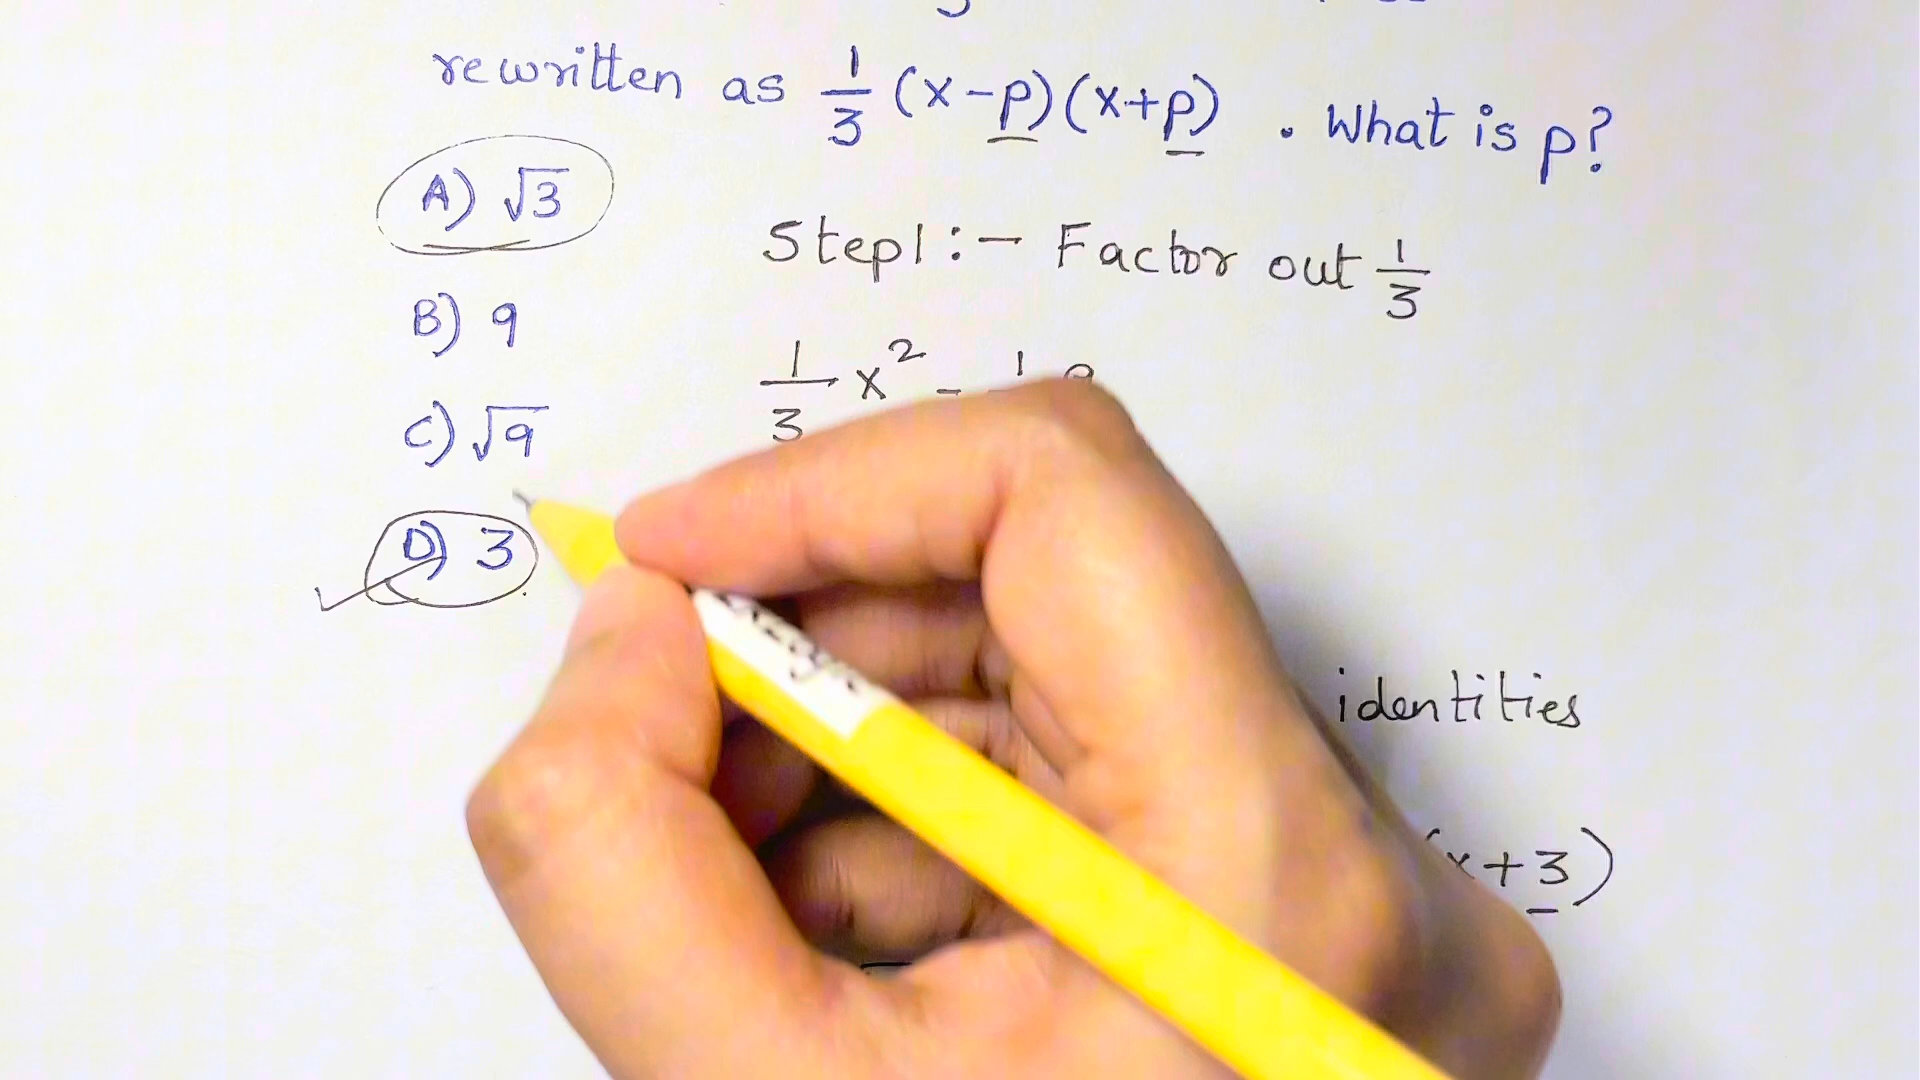 rewritten as 1/3 (x-p)(x+p) . What is p?
A) √3
Step1:- Factor out 1/3
B) 9
1/3 x² - 1
C) √9
D) 3
identities
x+3)